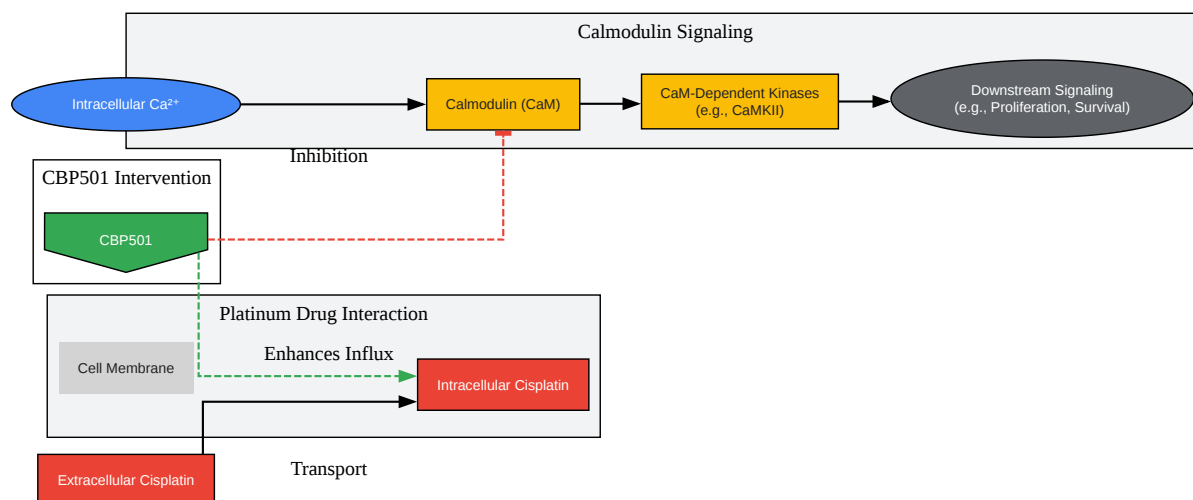 Calmodulin Signaling
Intracellular Ca²⁺
Calmodulin (CaM)
CaM-Dependent Kinases
(e.g., CaMKII)
Downstream Signaling
(e.g., Proliferation, Survival)
Inhibition
CBP501 Intervention
CBP501
Platinum Drug Interaction
Enhances Influx
Cell Membrane
Intracellular Cisplatin
Transport
Extracellular Cisplatin